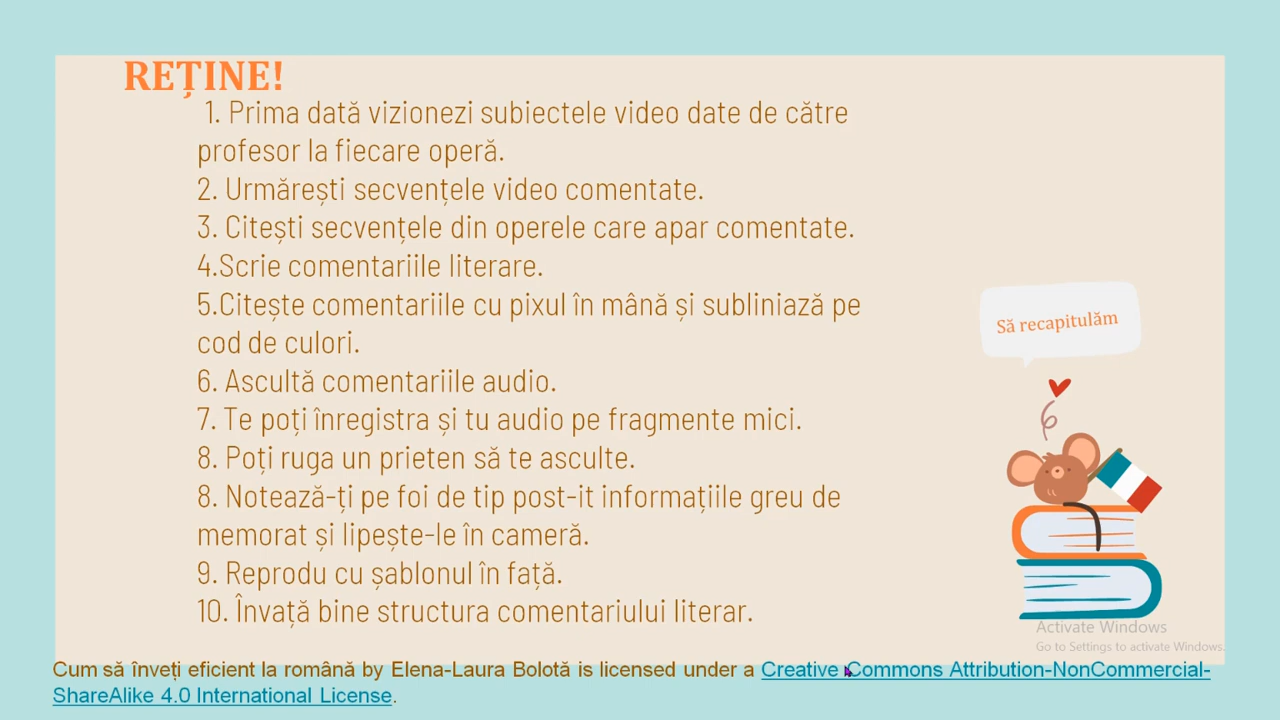 REȚINE!
1. Prima dată vizionezi subiectele video date de către
profesor la fiecare operă.
2. Urmărești secvențele video comentate.
3. Citești secvențele din operele care apar comentate.
4.Scrie comentariile literare.
5.Citește comentariile cu pixul în mână și subliniază pe
cod de culori.
6. Ascultă comentariile audio.
7. Te poți înregistra și tu audio pe fragmente mici.
8. Poți ruga un prieten să te asculte.
8. Notează-ți pe foi de tip post-it informațiile greu de
memorat și lipește-le în cameră.
9. Reprodu cu șablonul în față.
10. Învață bine structura comentariului literar.
Să recapitulăm
Activate Windows
Go to Settings to activate Windows.
Cum să înveți eficient la română by Elena-Laura Bolotă is licensed under a Creative Commons Attribution-NonCommercial-
ShareAlike 4.0 International License.